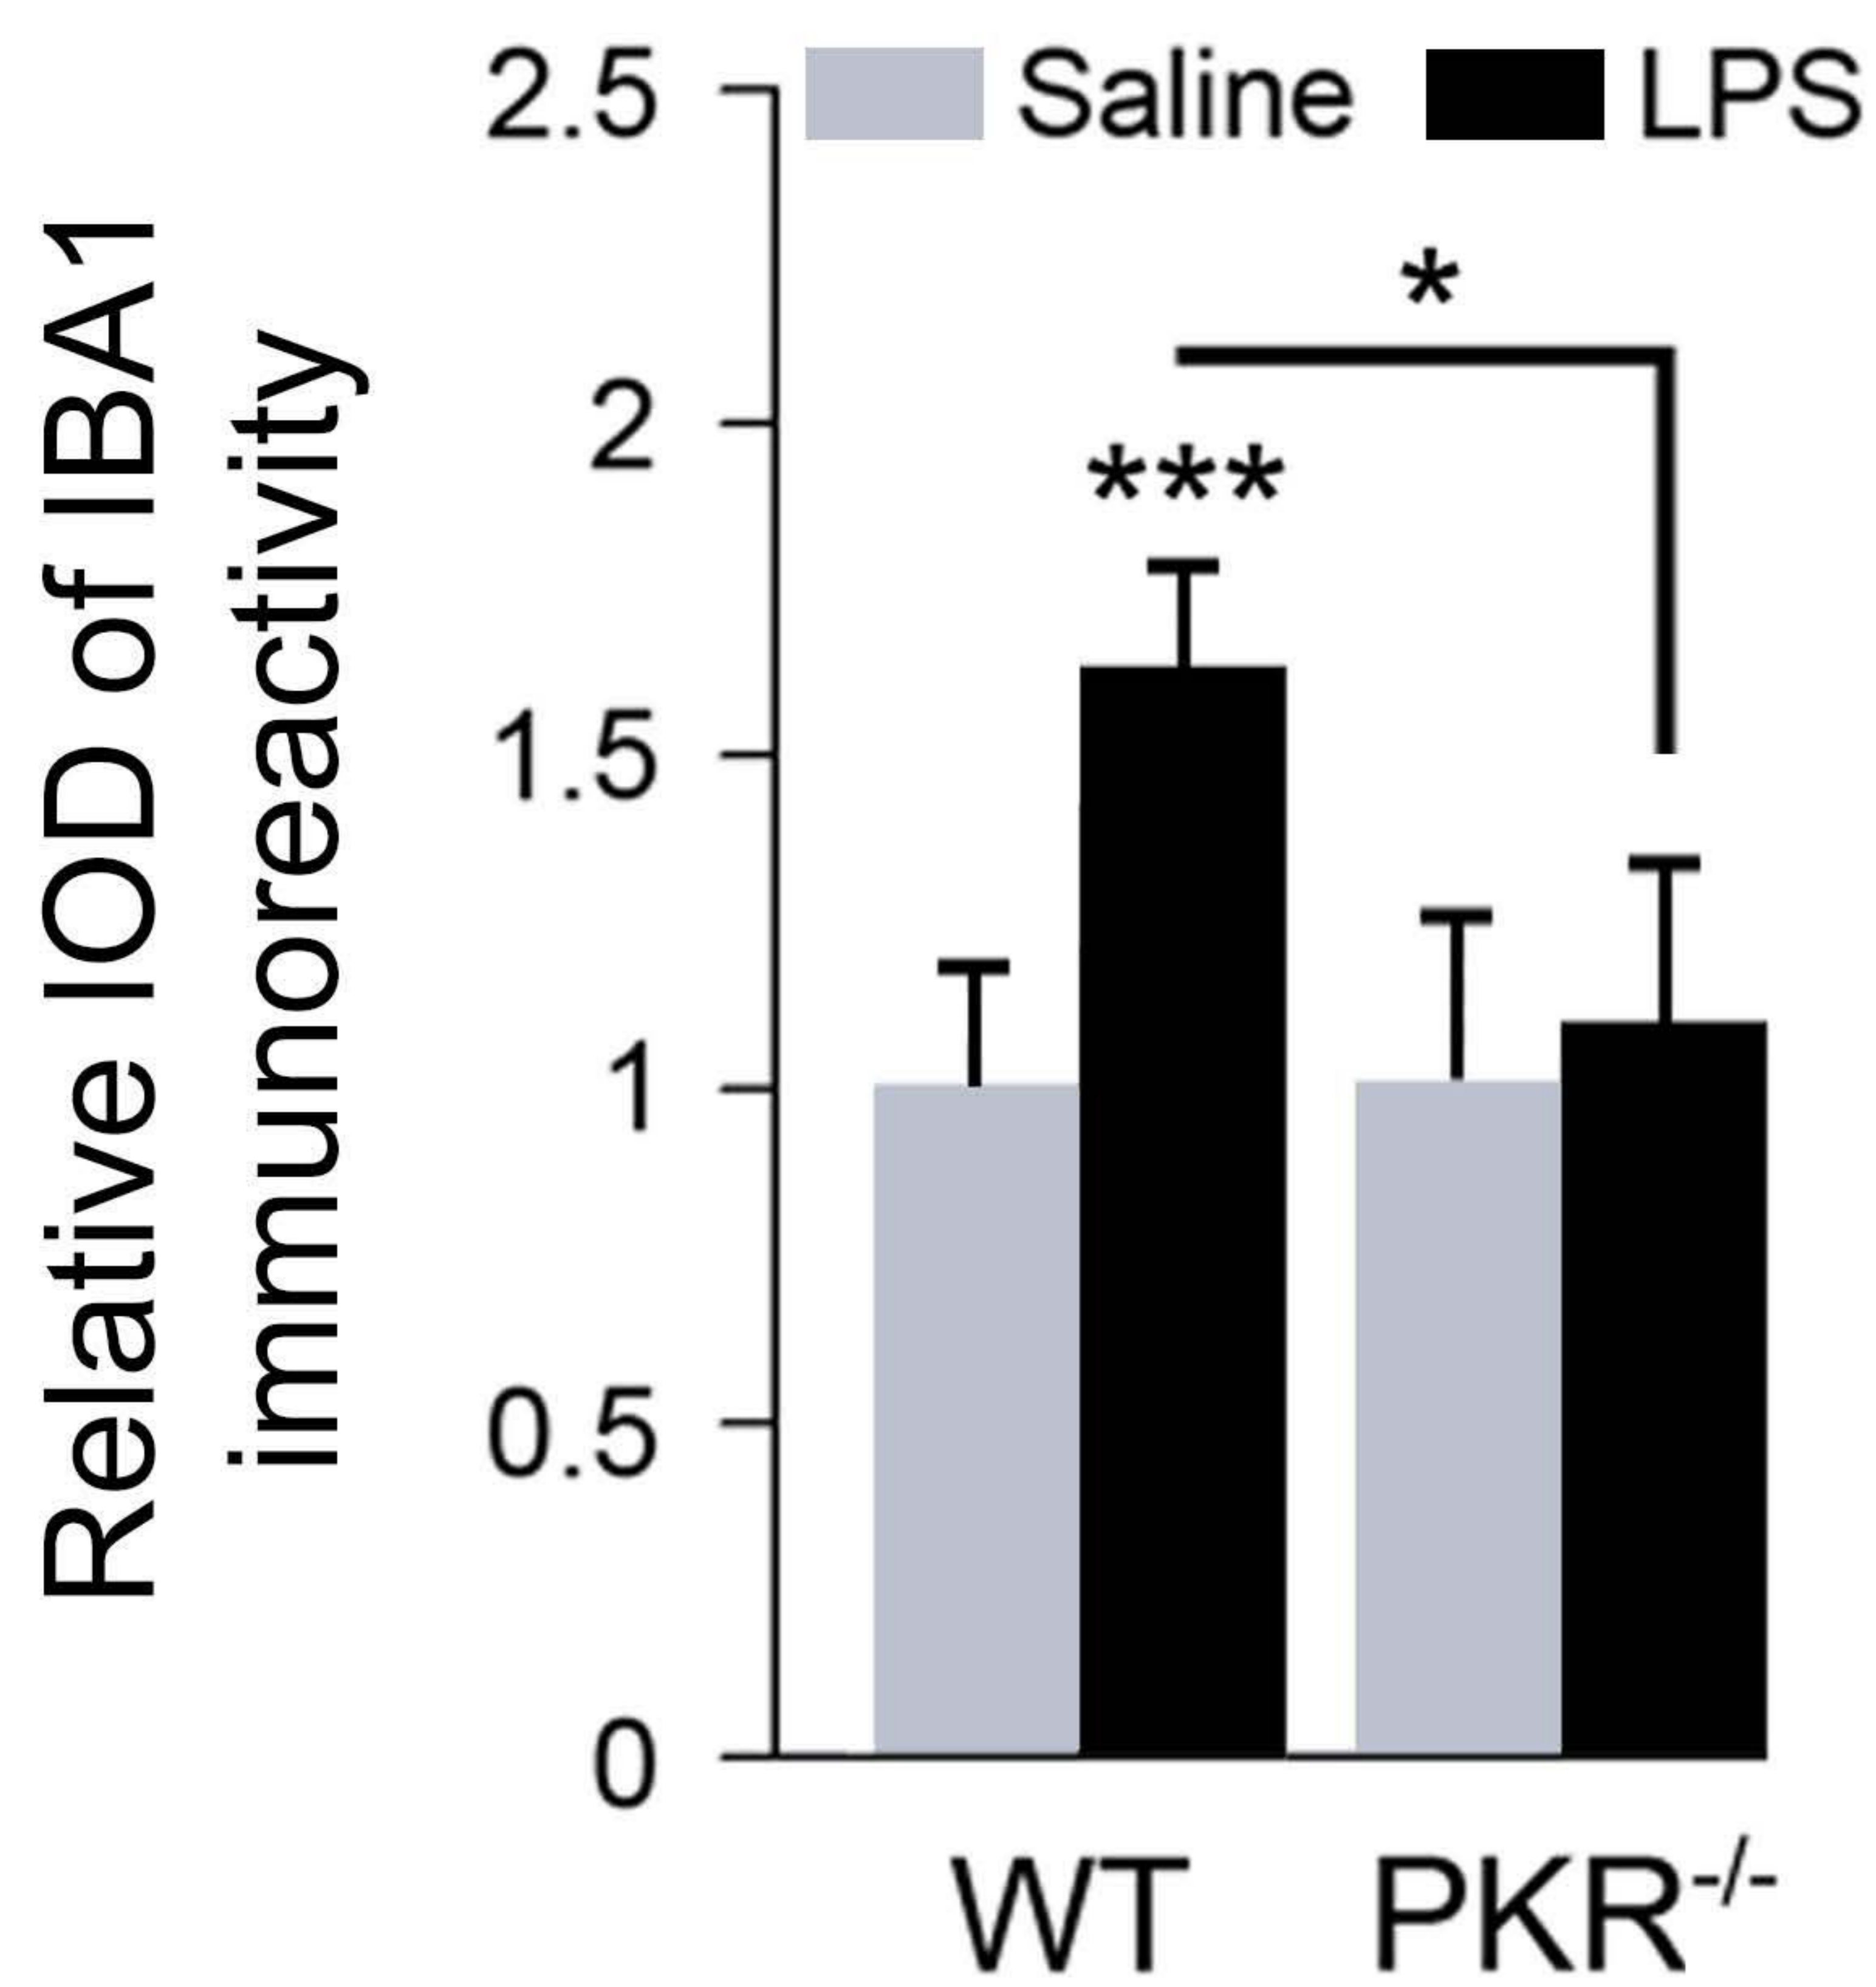 Relative IOD of IBA1
immunoreactivity
2.5
2
1.5
1
0.5
0
Saline LPS
*
***
WT PKR-/-